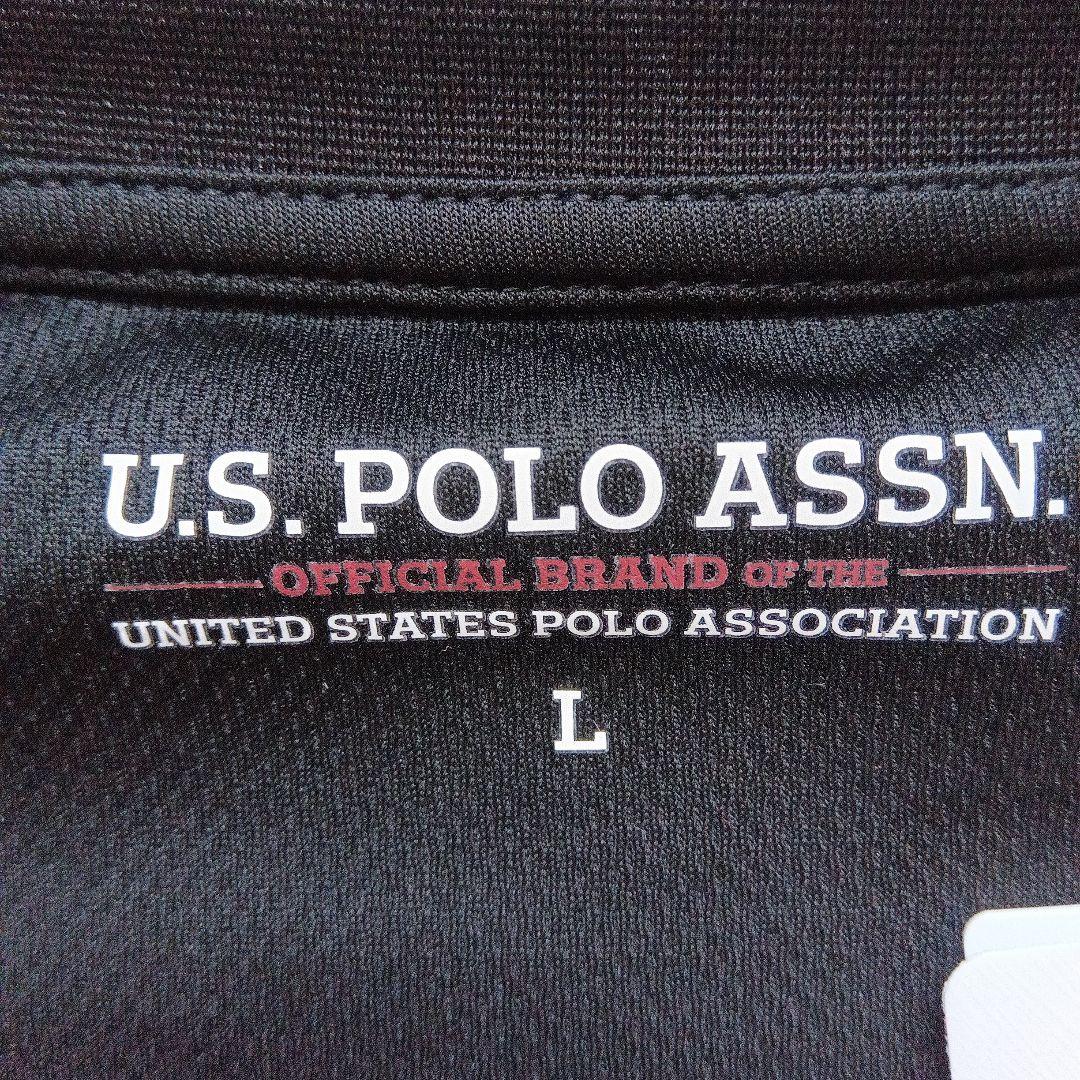 U.S. POLO ASSN.
OFFICIAL BRAND OF THE
UNITED STATES POLO ASSOCIATION
L